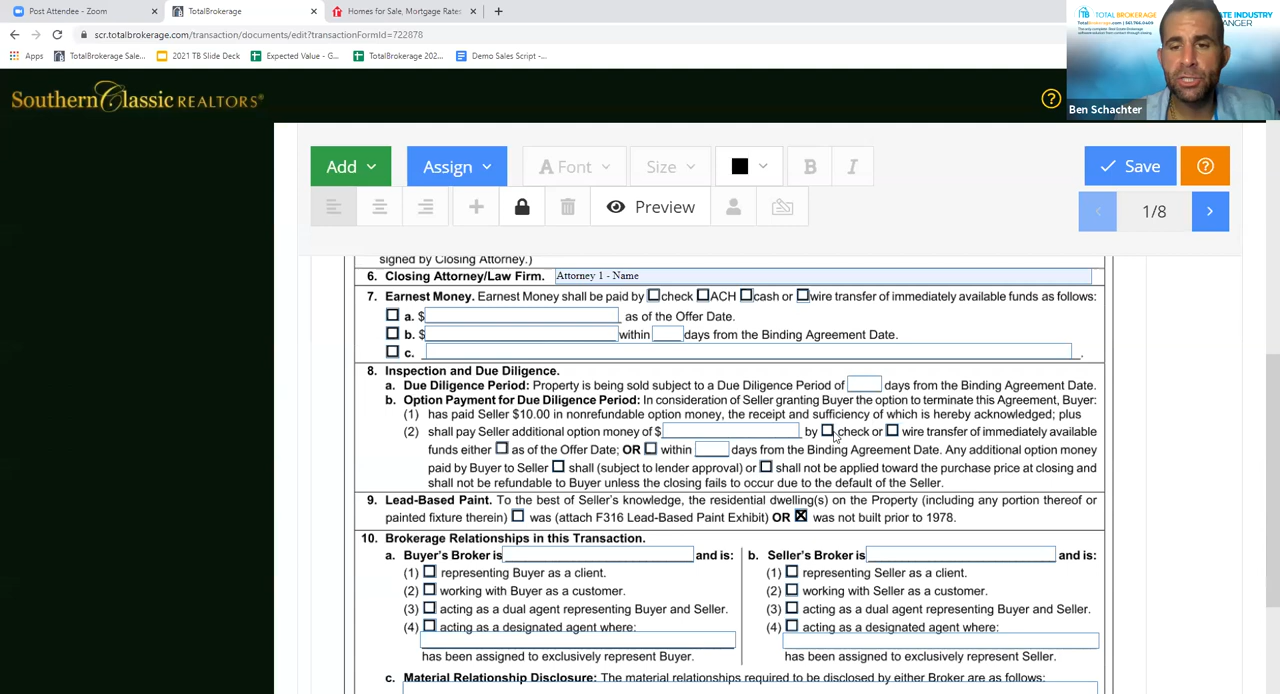 Post Attendee - Zoom
TotalBrokerage
Homes for Sale, Mortgage Rates
scr.totalbrokerage.com/transaction/documents/edit?transactionFormId=
Apps
TotalBrokerage Sale...
2021 TB Slide Deck
Expected Value - G...
TotalBrokerage 202...
Demo Sales Script -...
TOTAL BROKERAGE
Ben Schachter
Southern Classic REALTORS®
Add
Assign
Font
Size
B
I
Save
Preview
1/8
signed by Closing Attorney.)
6. Closing Attorney/Law Firm. Attorney 1 - Name
7. Earnest Money. Earnest Money shall be paid by check ACH cash or wire transfer of immediately available funds as follows:
a. $ as of the Offer Date.
b. $ within days from the Binding Agreement Date.
c. .
8. Inspection and Due Diligence.
a. Due Diligence Period: Property is being sold subject to a Due Diligence Period of days from the Binding Agreement Date.
b. Option Payment for Due Diligence Period: In consideration of Seller granting Buyer the option to terminate this Agreement, Buyer:
(1) has paid Seller $10.00 in nonrefundable option money, the receipt and sufficiency of which is hereby acknowledged; plus
(2) shall pay Seller additional option money of $ by check or wire transfer of immediately available
funds either as of the Offer Date; OR within days from the Binding Agreement Date. Any additional option money
paid by Buyer to Seller shall (subject to lender approval) or shall not be applied toward the purchase price at closing and
shall not be refundable to Buyer unless the closing fails to occur due to the default of the Seller.
9. Lead-Based Paint. To the best of Seller's knowledge, the residential dwelling(s) on the Property (including any portion thereof or
painted fixture therein) was (attach F316 Lead-Based Paint Exhibit) OR was not built prior to 1978.
10. Brokerage Relationships in this Transaction.
a. Buyer's Broker is and is:
(1) representing Buyer as a client.
(2) working with Buyer as a customer.
(3) acting as a dual agent representing Buyer and Seller.
(4) acting as a designated agent where:
has been assigned to exclusively represent Buyer.
b. Seller's Broker is and is:
(1) representing Seller as a client.
(2) working with Seller as a customer.
(3) acting as a dual agent representing Buyer and Seller.
(4) acting as a designated agent where:
has been assigned to exclusively represent Seller.
c. Material Relationship Disclosure: The material relationships required to be disclosed by either Broker are as follows: